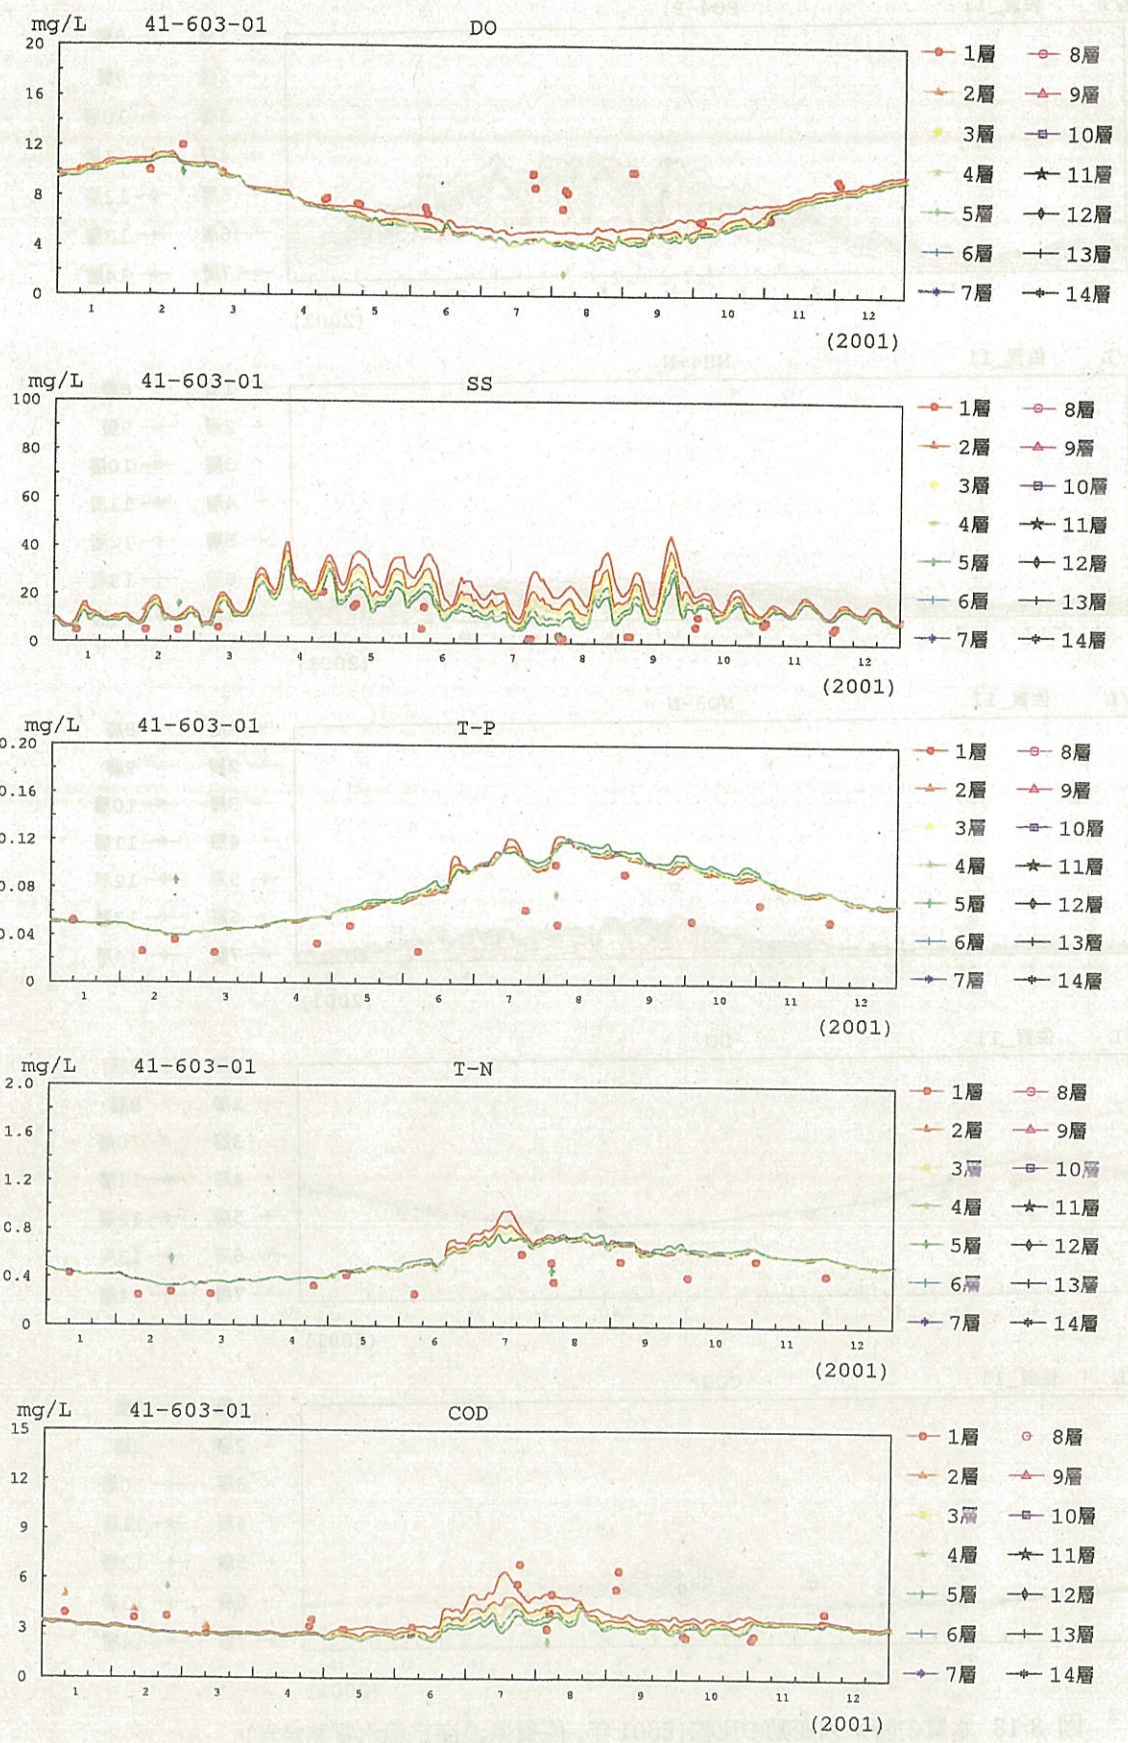 mg/L 41-603-01 DO
20
16
12
8
4
0
1 2 3 4 5 6 7 8 9 10 11 12
(2001)
1層 8層
2層 9層
3層 10層
4層 11層
5層 12層
6層 13層
7層 14層
mg/L 41-603-01 SS
100
80
60
40
20
0
1 2 3 4 5 6 7 8 9 10 11 12
(2001)
1層 8層
2層 9層
3層 10層
4層 11層
5層 12層
6層 13層
7層 14層
mg/L 41-603-01 T-P
0.20
0.16
0.12
0.08
0.04
0
1 2 3 4 5 6 7 8 9 10 11 12
(2001)
1層 8層
2層 9層
3層 10層
4層 11層
5層 12層
6層 13層
7層 14層
mg/L 41-603-01 T-N
2.0
1.6
1.2
0.8
0.4
0
1 2 3 4 5 6 7 8 9 10 11 12
(2001)
1層 8層
2層 9層
3層 10層
4層 11層
5層 12層
6層 13層
7層 14層
mg/L 41-603-01 COD
15
12
9
6
3
0
1 2 3 4 5 6 7 8 9 10 11 12
(2001)
1層 8層
2層 9層
3層 10層
4層 11層
5層 12層
6層 13層
7層 14層